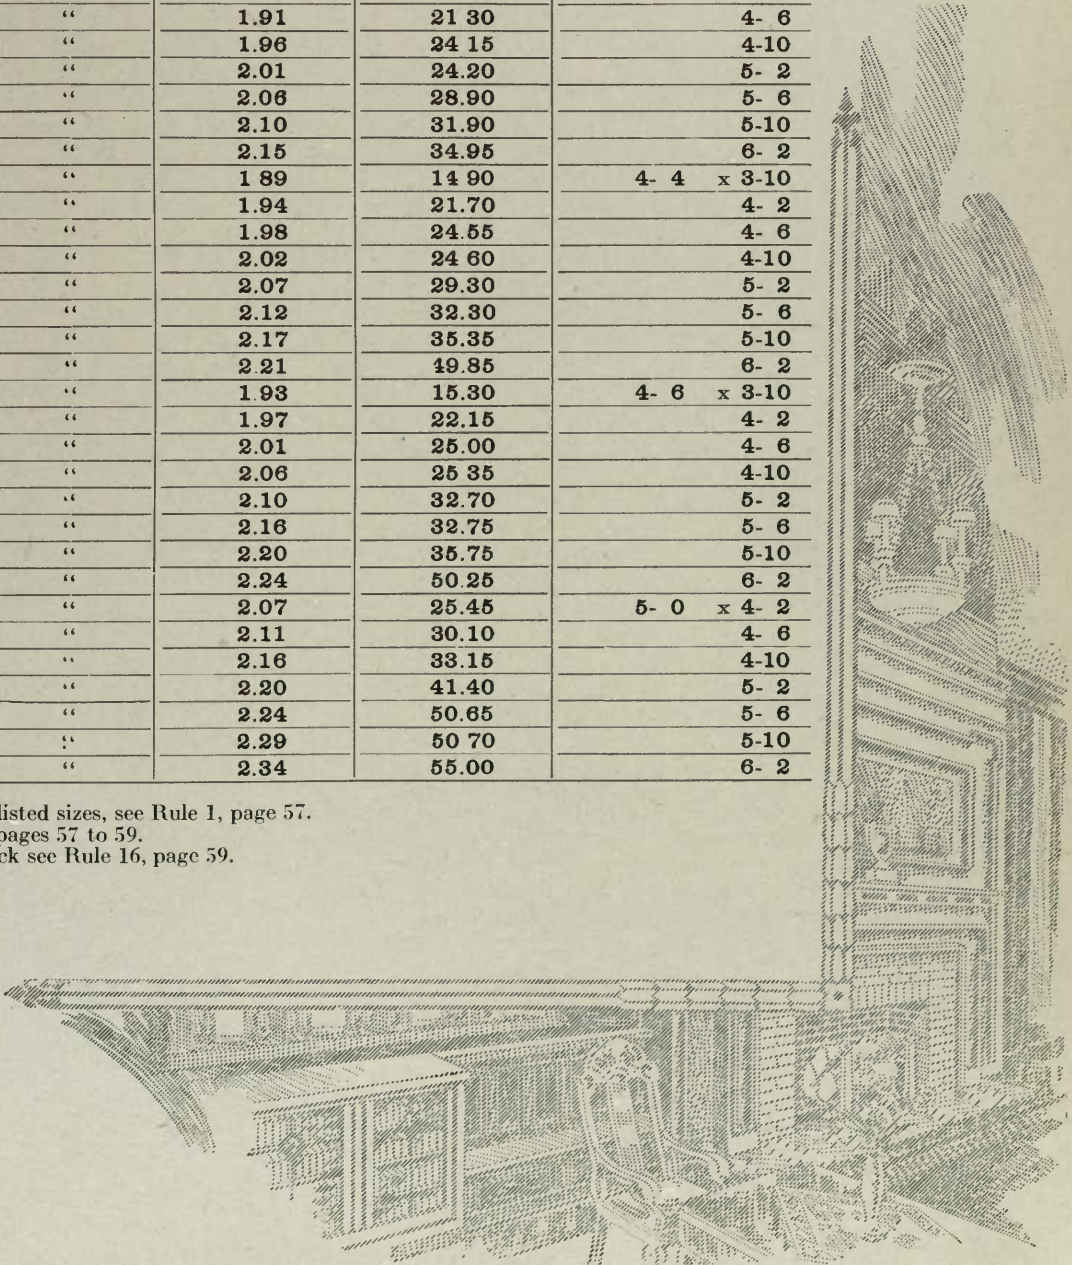 “ 1.91 21 30 4- 6
“ 1.96 24 15 4-10
“ 2.01 24.20 5- 2
“ 2.06 28.90 5- 6
“ 2.10 31.90 5-10
“ 2.15 34.95 6- 2
“ 1 89 14 90 4- 4 x 3-10
“ 1.94 21.70 4- 2
“ 1.98 24.55 4- 6
“ 2.02 24 60 4-10
“ 2.07 29.30 5- 2
“ 2.12 32.30 5- 6
“ 2.17 35.35 5-10
“ 2.21 49.85 6- 2
“ 1.93 15.30 4- 6 x 3-10
“ 1.97 22.15 4- 2
“ 2.01 25.00 4- 6
“ 2.06 25 35 4-10
“ 2.10 32.70 5- 2
“ 2.16 32.75 5- 6
“ 2.20 35.75 5-10
“ 2.24 50.25 6- 2
“ 2.07 25.45 5- 0 x 4- 2
“ 2.11 30.10 4- 6
“ 2.16 33.15 4-10
“ 2.20 41.40 5- 2
“ 2.24 50.65 5- 6
“ 2.29 50 70 5-10
“ 2.34 55.00 6- 2
listed sizes, see Rule 1, page 57.
pages 57 to 59.
ck see Rule 16, page 59.